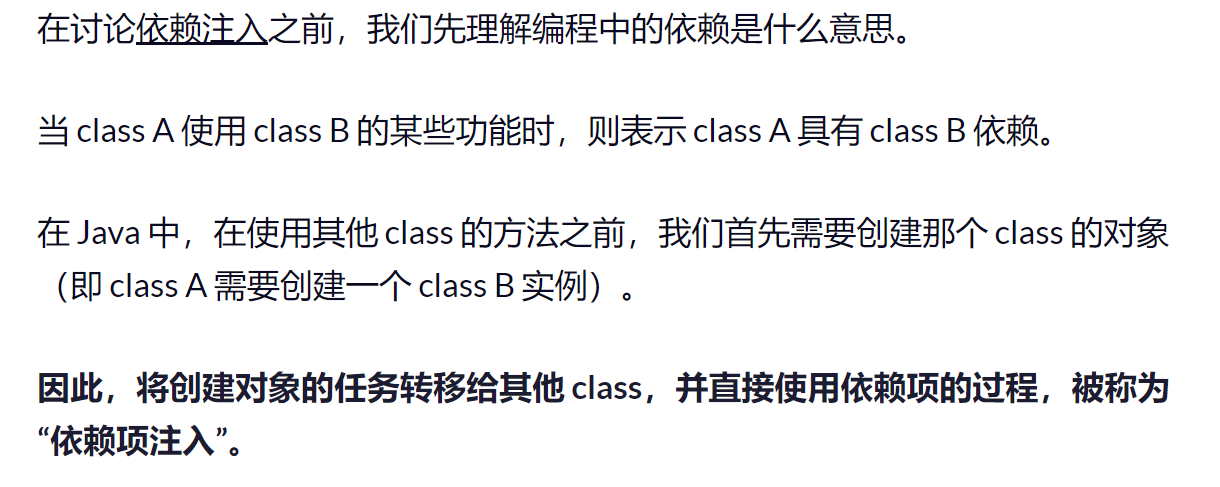 在讨论依赖注入之前，我们先理解编程中的依赖是什么意思。
当 class A 使用 class B 的某些功能时，则表示 class A 具有 class B 依赖。
在 Java 中，在使用其他 class 的方法之前，我们首先需要创建那个 class 的对象
（即 class A 需要创建一个 class B 实例）。
因此，将创建对象的任务转移给其他 class，并直接使用依赖项的过程，被称为
“依赖项注入”。